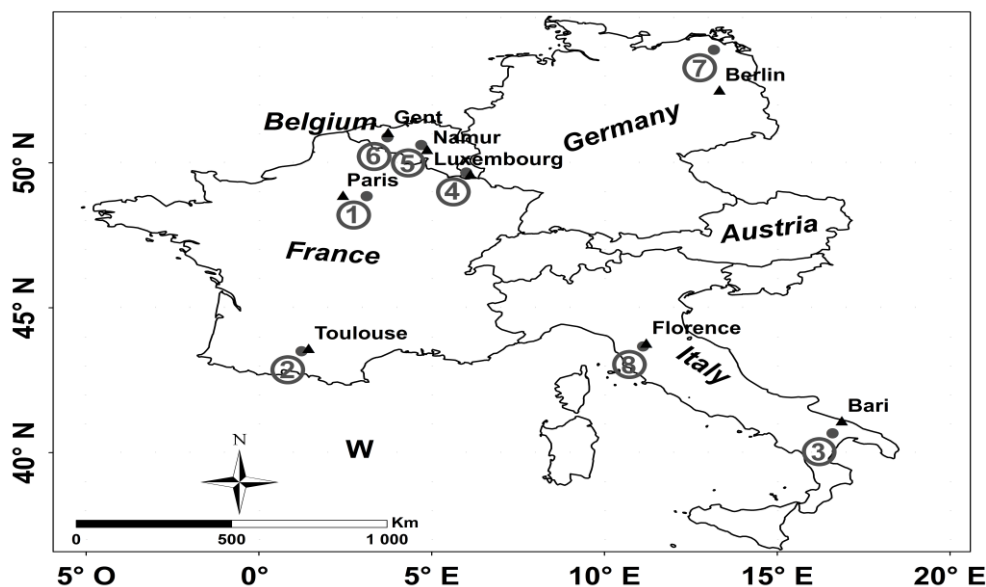 7
Berlin
Gent
Belgium
Germany
Namur
6
5
Luxembourg
50° N
4
Paris
1
Austria
France
45° N
Toulouse
Florence
2
8
Italy
Bari
W
3
N
40° N
Km
0 500 1 000
5° O 0 5° E 10° E 15° E 20° E